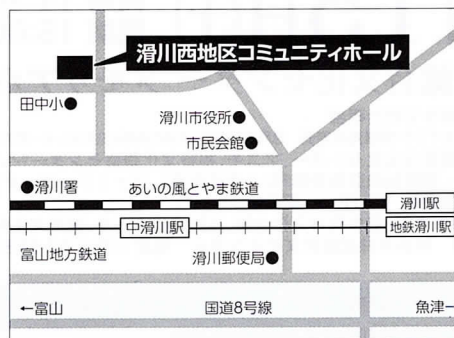 滑川西地区コミュニティホール
田中小●
滑川市役所●
市民会館●
●滑川署
あいの風とやま鉄道
滑川駅
中滑川駅
地鉄滑川駅
富山地方鉄道
滑川郵便局●
←富山
国道8号線
魚津